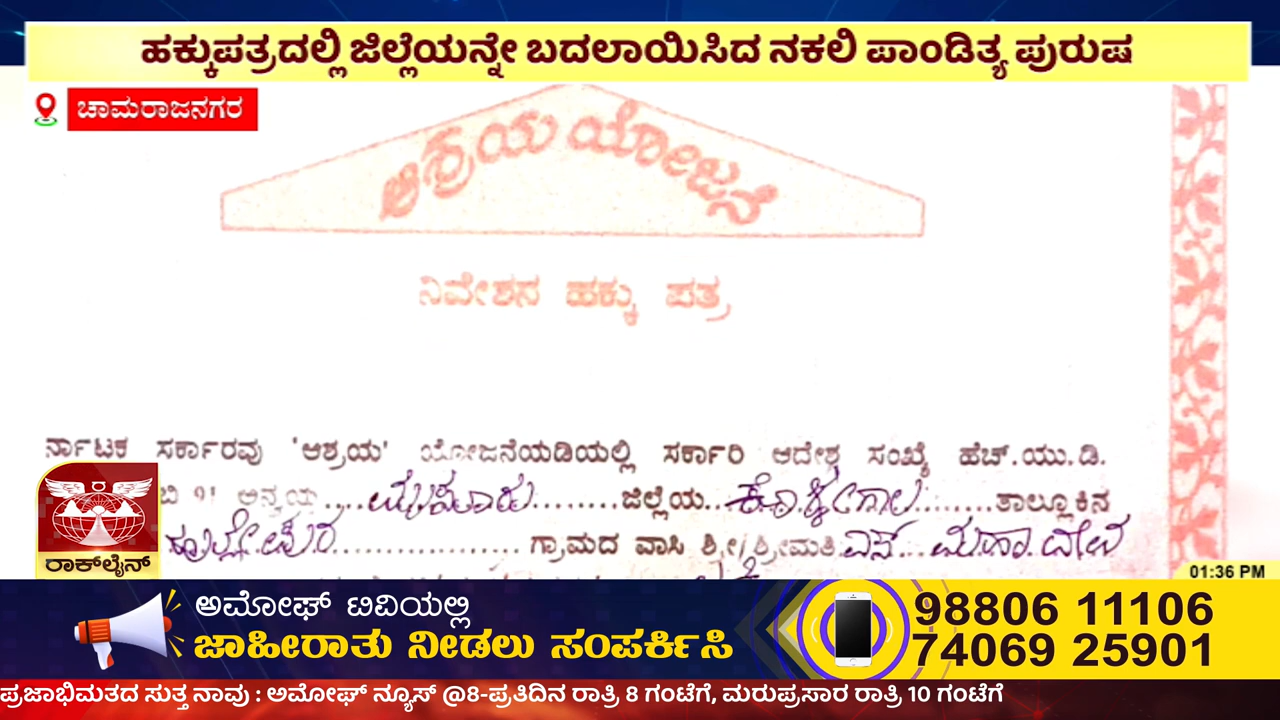 ಹಕ್ಕುಪತ್ರದಲ್ಲಿ ಜಿಲ್ಲೆಯನ್ನೇ ಬದಲಾಯಿಸಿದ ನಕಲಿ ಪಾಂಡಿತ್ಯ ಪುರುಷ
ಚಾಮರಾಜನಗರ
ಆಶ್ರಯ ಯೋಜನೆ
ನಿವೇಶನ ಹಕ್ಕು ಪತ್ರ
ರ್ನಾಟಕ ಸರ್ಕಾರವು 'ಆಶ್ರಯ' ಯೋಜನೆಯಡಿಯಲ್ಲಿ ಸರ್ಕಾರಿ ಆದೇಶ ಸಂಖ್ಯೆ ಹೆಚ್.ಯು.ಡಿ.
ಅನ್ವಯ ....ಮೈಸೂರು........ಜಿಲ್ಲೆಯ..ಕೊಳ್ಳೇಗಾಲ........ತಾಲ್ಲೂಕಿನ
................ ಗ್ರಾಮದ ವಾಸಿ ಶ್ರೀ/ಶ್ರೀಮತಿ.ಎನ್... ಮಹಾದೇವ
ರಾಕ್‌ಲೈನ್
01:36 PM
ಅಮೋಘ್ ಟಿವಿಯಲ್ಲಿ
ಜಾಹೀರಾತು ನೀಡಲು ಸಂಪರ್ಕಿಸಿ
98806 11106
74069 25901
ಪ್ರಜಾಭಿಮತದ ಸುತ್ತ ನಾವು : ಅಮೋಘ್ ನ್ಯೂಸ್ @8-ಪ್ರತಿದಿನ ರಾತ್ರಿ 8 ಗಂಟೆಗೆ, ಮರುಪ್ರಸಾರ ರಾತ್ರಿ 10 ಗಂಟೆಗೆ